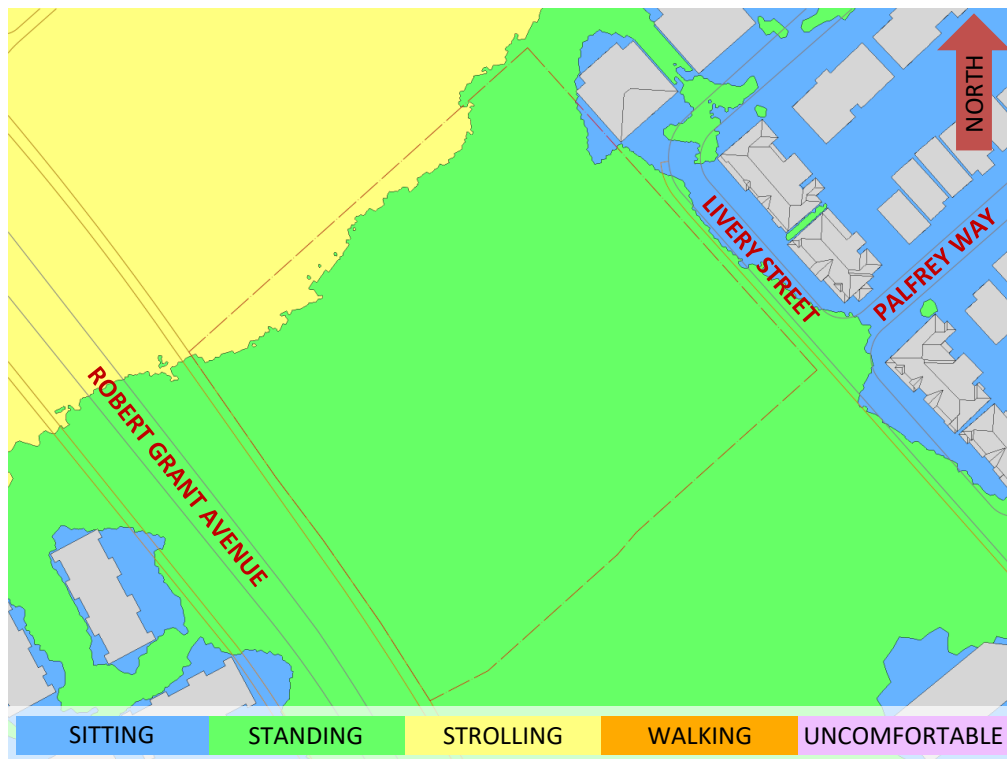 NORTH
LIVERY STREET
PALFREY WAY
ROBERT GRANT AVENUE
SITTING
STANDING
STROLLING
WALKING
UNCOMFORTABLE